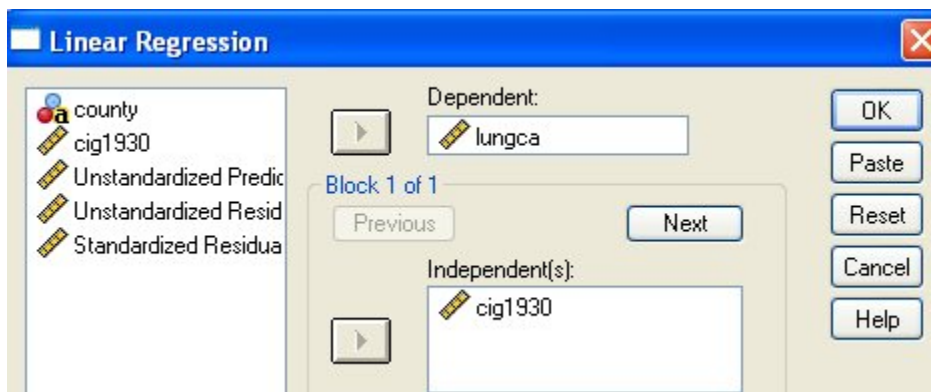 Linear Regression
county
cig1930
Unstandardized Predic
Unstandardized Resid
Standardized Residua
Dependent:
lungca
Block 1 of 1
Previous
Next
Independent(s):
cig1930
OK
Paste
Reset
Cancel
Help